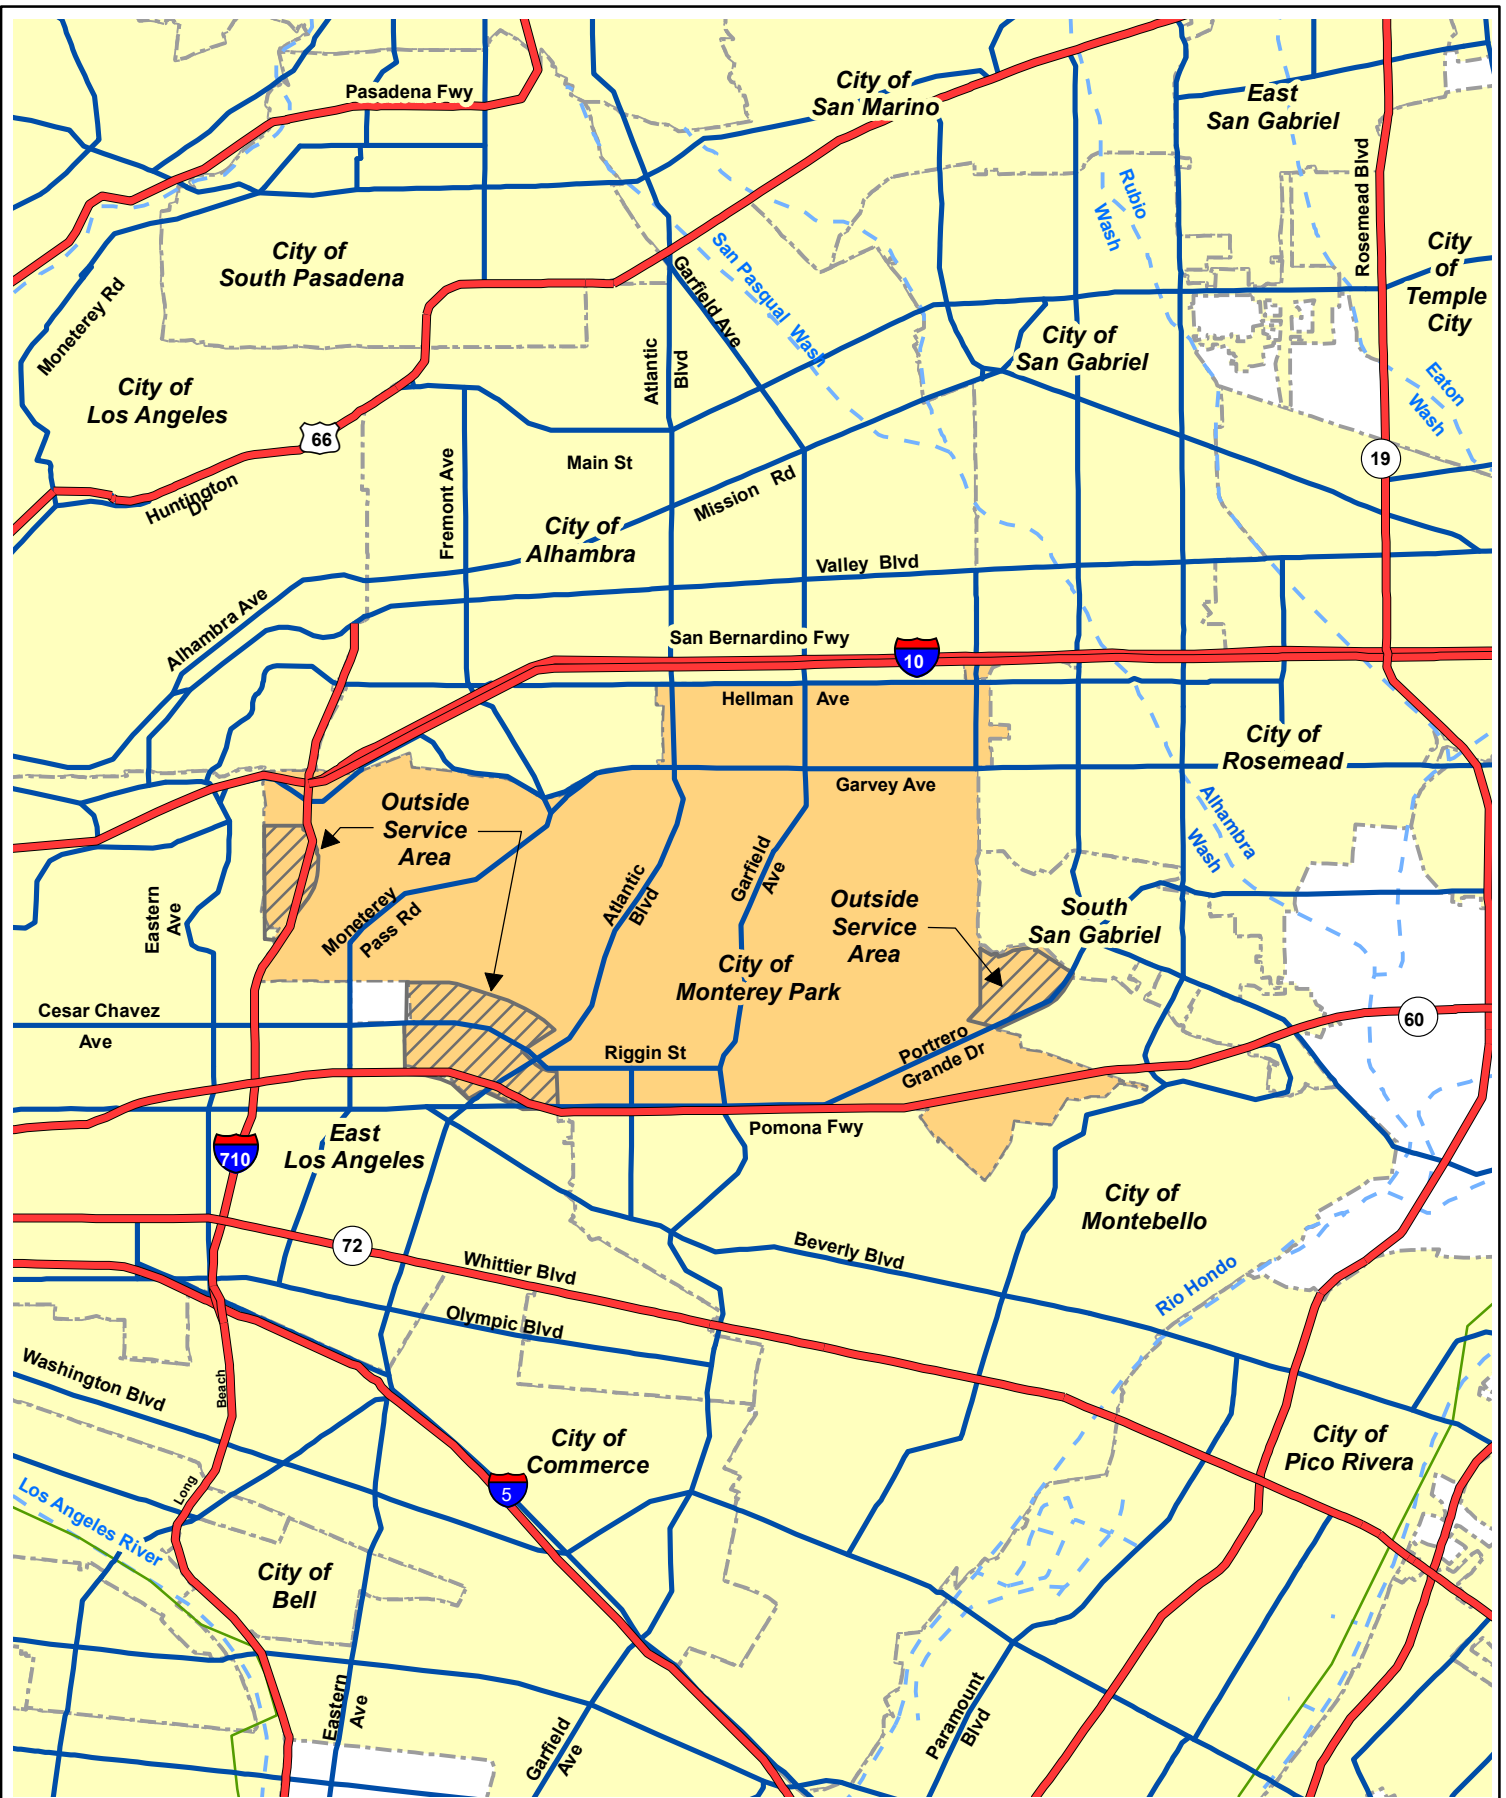 Pasadena Fwy
City of
San Marino
East
San Gabriel
Rosemead Blvd
Rubio
Wash
City of
South Pasadena
San Pasqual Wash
Garfield Ave
City
of
Temple
City
Moneterey Rd
City of
San Gabriel
Atlantic
Blvd
City of
Los Angeles
Eaton
Wash
66
19
Main St
Fremont Ave
Huntington
Dr
Mission Rd
City of
Alhambra
Valley Blvd
Alhambra Ave
San Bernardino Fwy
10
Hellman Ave
City of
Rosemead
Garvey Ave
Outside
Service
Area
Alhambra
Wash
Garfield
Ave
Atlantic
Blvd
Eastern
Ave
Moneterey
Pass Rd
Outside
Service
Area
South
San Gabriel
City of
Monterey Park
Cesar Chavez
Ave
60
Riggin St
Portrero
Grande Dr
Pomona Fwy
East
Los Angeles
710
City of
Montebello
72
Beverly Blvd
Whittier Blvd
Rio Hondo
Olympic Blvd
Washington Blvd
Beach
City of
Commerce
City of
Pico Rivera
Long
5
Los Angeles River
City of
Bell
Eastern
Ave
Garfield
Ave
Paramount
Blvd